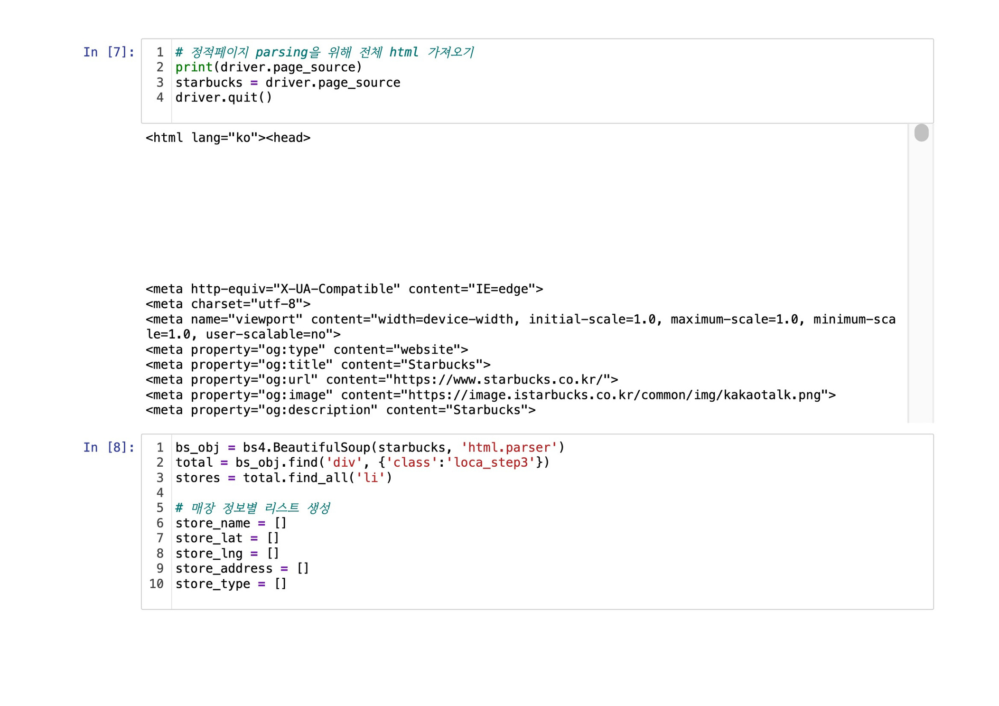 In [7]:
1 # 정적페이지 parsing을 위해 전체 html 가져오기
2 print(driver.page_source)
3 starbucks = driver.page_source
4 driver.quit()
<html lang="ko"><head>
<meta http-equiv="X-UA-Compatible" content="IE=edge">
<meta charset="utf-8">
<meta name="viewport" content="width=device-width, initial-scale=1.0, maximum-scale=1.0, minimum-sca
le=1.0, user-scalable=no">
<meta property="og:type" content="website">
<meta property="og:title" content="Starbucks">
<meta property="og:url" content="https://www.starbucks.co.kr/">
<meta property="og:image" content="https://image.istarbucks.co.kr/common/img/kakaotalk.png">
<meta property="og:description" content="Starbucks">
In [8]:
1 bs_obj = bs4.BeautifulSoup(starbucks, 'html.parser')
2 total = bs_obj.find('div', {'class':'loca_step3'})
3 stores = total.find_all('li')
4
5 # 매장 정보별 리스트 생성
6 store_name = []
7 store_lat = []
8 store_lng = []
9 store_address = []
10 store_type = []